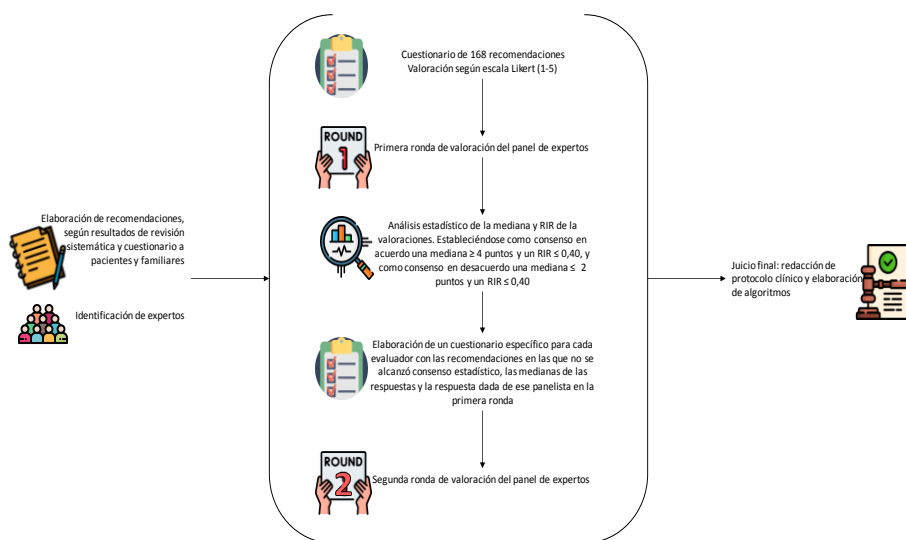 Elaboración de recomendaciones,
según resultados de revisión
sistemática y cuestionario a
pacientes y familiares
Identificación de expertos
Cuestionario de 168 recomendaciones
Valoración según escala Likert (1-5)
ROUND
1
Primera ronda de valoración del panel de expertos
Análisis estadístico de la mediana y RIR de la
valoraciones. Estableciéndose como consenso en
acuerdo una mediana ≥ 4 puntos y un RIR ≤ 0,40, y
como consenso en desacuerdo una mediana ≤ 2
puntos y un RIR ≤ 0,40
Elaboración de un cuestionario específico para cada
evaluador con las recomendaciones en las que no se
alcanzó consenso estadístico, las medianas de las
respuestas y la respuesta dada de ese panelista en la
primera ronda
ROUND
2
Segunda ronda de valoración del panel de expertos
Juicio final: redacción de
protocolo clínico y elaboración
de algoritmos